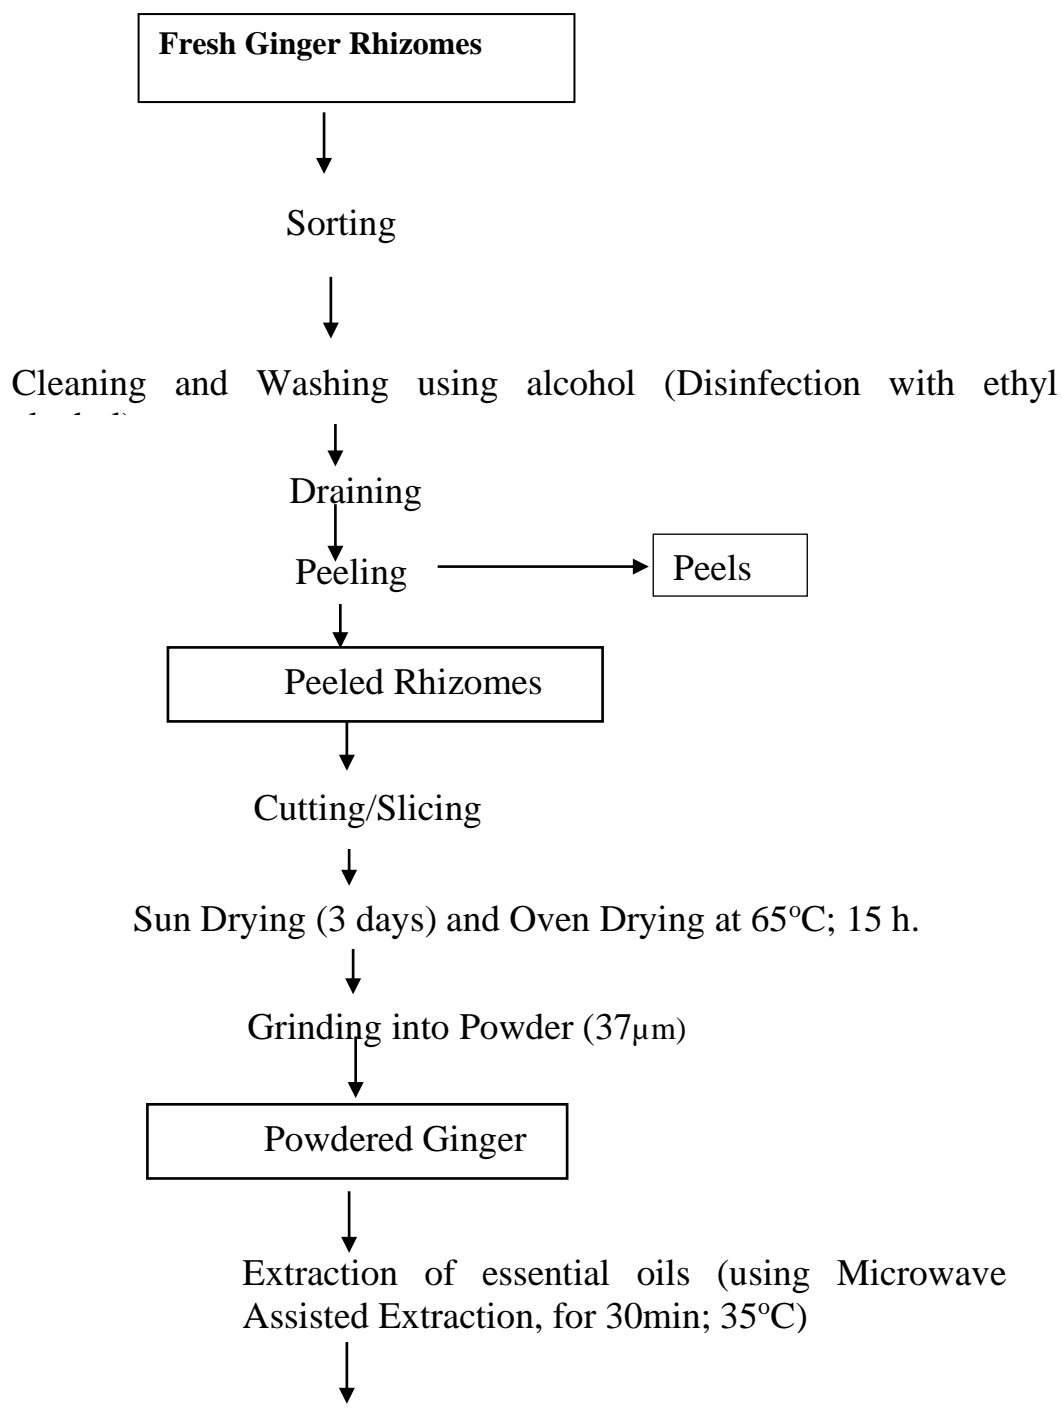 Fresh Ginger Rhizomes
Sorting
Cleaning and Washing using alcohol (Disinfection with ethyl
Draining
Peeling
Peels
Peeled Rhizomes
Cutting/Slicing
Sun Drying (3 days) and Oven Drying at 65ºC; 15 h.
Grinding into Powder (37µm)
Powdered Ginger
Extraction of essential oils (using Microwave
Assisted Extraction, for 30min; 35ºC)